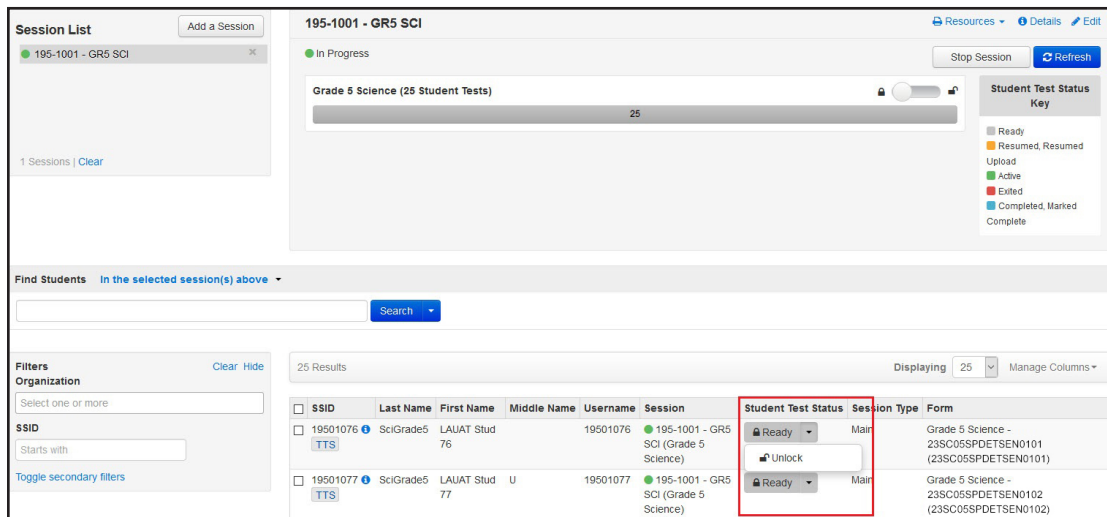 Session List
Add a Session
195-1001 - GR5 SCI
1 Sessions | Clear
195-1001 - GR5 SCI
Resources
Details
Edit
In Progress
Stop Session
Refresh
Grade 5 Science (25 Student Tests)
25
Student Test Status
Key
Ready
Resumed, Resumed
Upload
Active
Exited
Completed, Marked
Complete
Find Students In the selected session(s) above
Search
Filters
Clear Hide
Organization
Select one or more
SSID
Starts with
Toggle secondary filters
25 Results
Displaying 25 Manage Columns
SSID Last Name First Name Middle Name Username Session Student Test Status Session Type Form
19501076 SciGrade5 LAUAT Stud 19501076 195-1001 - GR5 Ready Main Grade 5 Science -
TTS 76 SCI (Grade 5 23SC05SPDETSEN0101
Science) Unlock (23SC05SPDETSEN0101)
19501077 SciGrade5 LAUAT Stud U 19501077 195-1001 - GR5 Ready Main Grade 5 Science -
TTS 77 SCI (Grade 5 23SC05SPDETSEN0102
Science) (23SC05SPDETSEN0102)